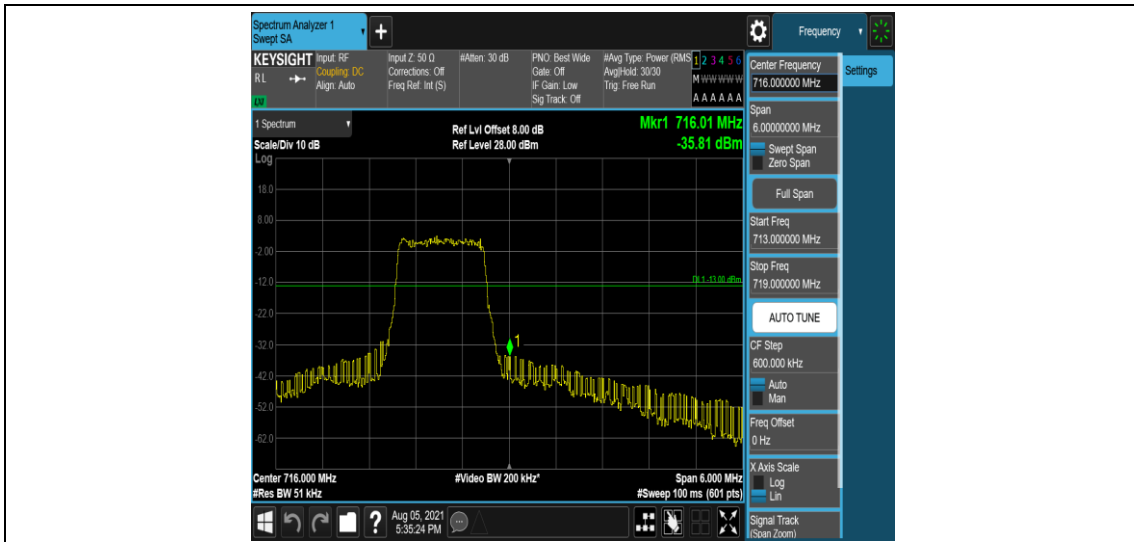 Spectrum Analyzer 1
Swept SA
+
Frequency
KEYSIGHT
RL
LM
Input: RF
Coupling: DC
Align: Auto
Input Z: 50 Ω
Corrections: Off
Freq Ref: Int (S)
#Atten: 30 dB
PNO: Best Wide
Gate: Off
IF Gain: Low
Sig Track: Off
#Avg Type: Power (RMS
Avg|Hold: 30/30
Trig: Free Run
1 2 3 4 5 6
M W W W W W
A A A A A A
1 Spectrum
Scale/Div 10 dB
Ref Lvl Offset 8.00 dB
Ref Level 28.00 dBm
Mkr1 716.01 MHz
-35.81 dBm
Log
18.0
8.00
-2.00
-12.0
-22.0
-32.0
-42.0
-52.0
-62.0
DL1 -13.00 dBm
1
Center 716.000 MHz
#Res BW 51 kHz
#Video BW 200 kHz*
Span 6.000 MHz
#Sweep 100 ms (601 pts)
Center Frequency
716.000000 MHz
Settings
Span
6.00000000 MHz
Swept Span
Zero Span
Full Span
Start Freq
713.000000 MHz
Stop Freq
719.000000 MHz
AUTO TUNE
CF Step
600.000 kHz
Auto
Man
Freq Offset
0 Hz
X Axis Scale
Log
Lin
Signal Track
(Span Zoom)
?
Aug 05, 2021
5:35:24 PM